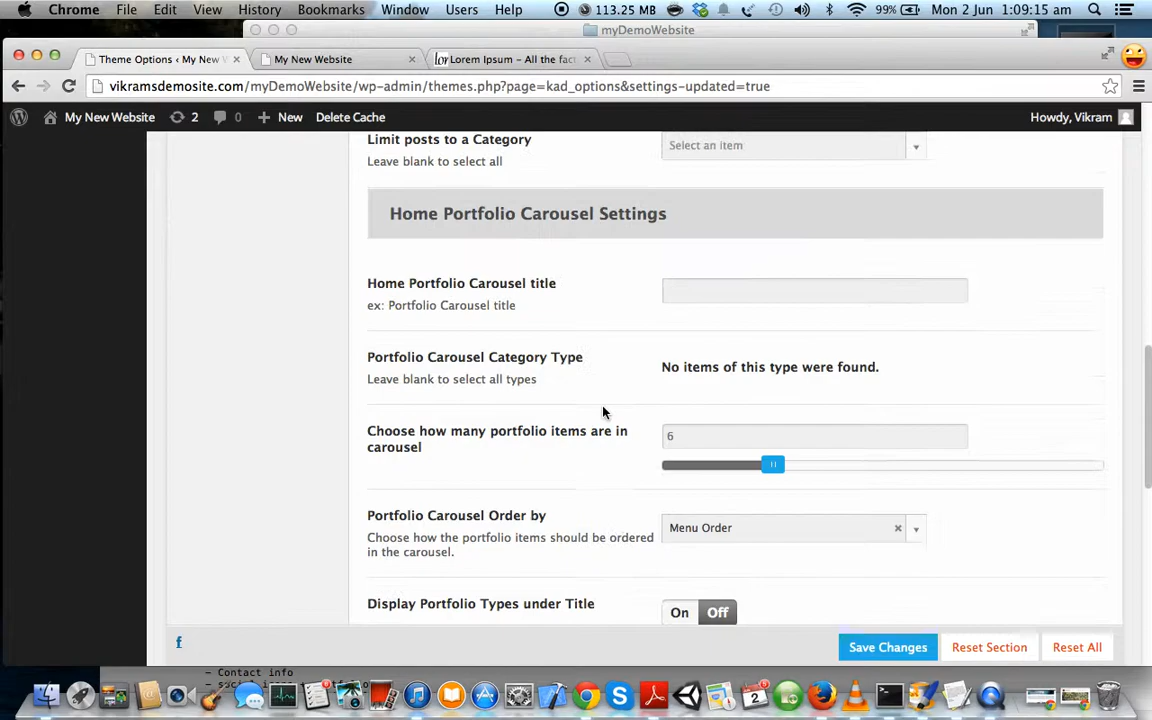 Chrome File Edit View History Bookmarks Window Users Help 113.25 MB 99% Mon 2 Jun 1:09:15 am
myDemoWebsite
Theme Options ‹ My New W × My New Website × Lorem Ipsum – All the fac ×
vikramsdemosite.com/myDemoWebsite/wp-admin/themes.php?page=kad_options&settings-updated=true
My New Website 2 0 + New Delete Cache Howdy, Vikram
Limit posts to a Category
Select an item
Leave blank to select all
Home Portfolio Carousel Settings
Home Portfolio Carousel title
ex: Portfolio Carousel title
Portfolio Carousel Category Type
No items of this type were found.
Leave blank to select all types
Choose how many portfolio items are in
carousel
6
Portfolio Carousel Order by
Menu Order
Choose how the portfolio items should be ordered
in the carousel.
Display Portfolio Types under Title
On Off
f
Save Changes Reset Section Reset All
- Contact info